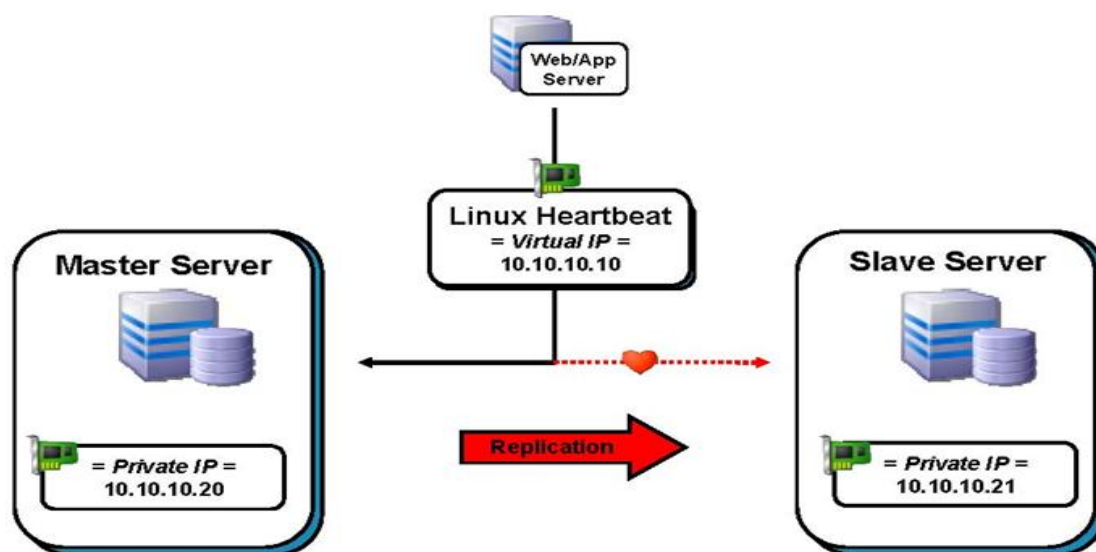 Web/App
Server
Linux Heartbeat
= Virtual IP =
10.10.10.10
Master Server
Slave Server
Replication
= Private IP =
10.10.10.20
= Private IP =
10.10.10.21